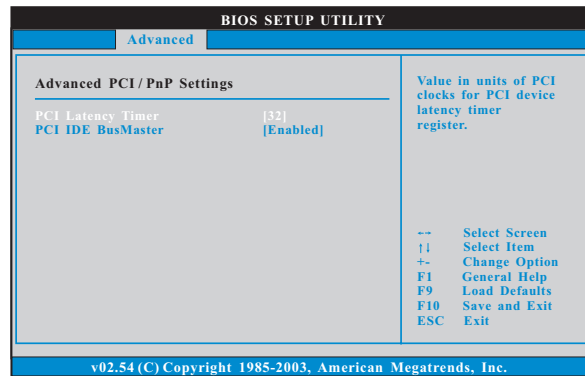 BIOS SETUP UTILITY
Advanced
Advanced PCI / PnP Settings
PCI Latency Timer [32]
PCI IDE BusMaster [Enabled]
Value in units of PCI
clocks for PCI device
latency timer
register.
←→ Select Screen
↑↓ Select Item
+- Change Option
F1 General Help
F9 Load Defaults
F10 Save and Exit
ESC Exit
v02.54 (C) Copyright 1985-2003, American Megatrends, Inc.